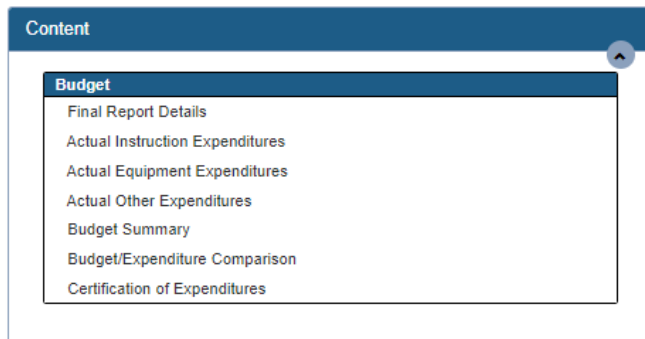 Content
Budget
Final Report Details
Actual Instruction Expenditures
Actual Equipment Expenditures
Actual Other Expenditures
Budget Summary
Budget/Expenditure Comparison
Certification of Expenditures